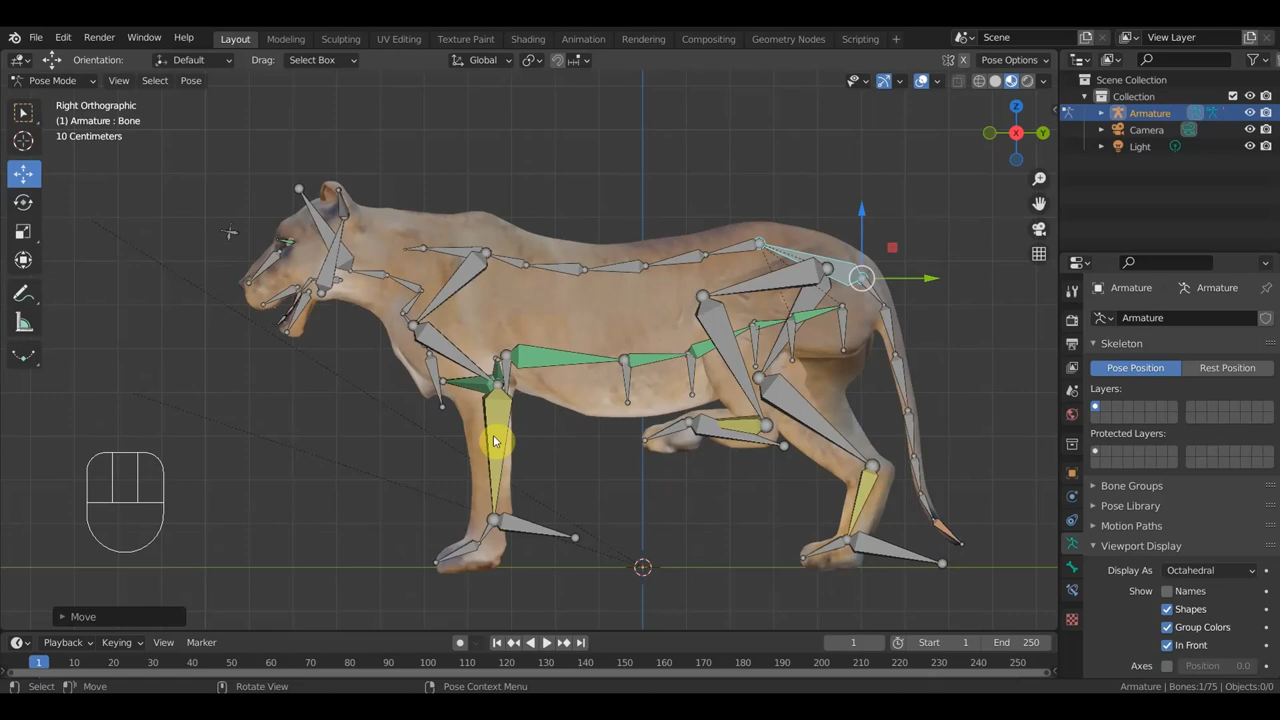 File Edit Render Window Help Layout Modeling Sculpting UV Editing Texture Paint Shading Animation Rendering Compositing Geometry Nodes Scripting + Scene View Layer
Orientation: Default Drag: Select Box Global X Pose Options
Pose Mode View Select Pose
Scene Collection
Collection
Armature
Camera
Light
Right Orthographic
(1) Armature : Bone
10 Centimeters
Z
X
Y
Armature Armature
Armature
Skeleton
Pose Position Rest Position
Layers:
Protected Layers:
Bone Groups
Pose Library
Motion Paths
Viewport Display
Display As Octahedral
Show Names
Shapes
Group Colors
In Front
Axes Position 0.0
Move
Playback Keying View Marker 1 Start 1 End 250
1 10 20 30 40 50 60 70 80 90 100 110 120 130 140 150 160 170 180 190 200 210 220 230 240 250
Select Move Rotate View Pose Context Menu Armature | Bones:1/75 | Objects:0/0